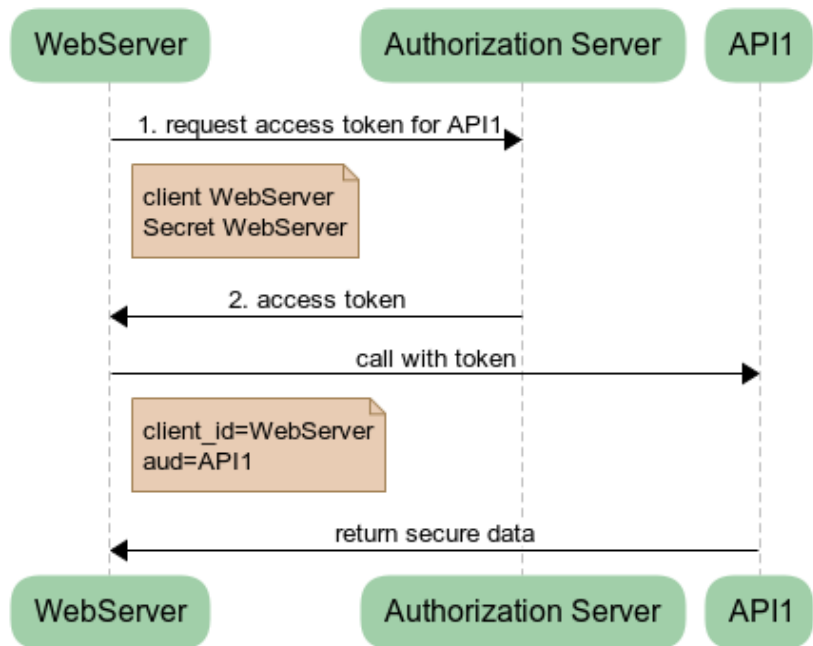 WebServer
Authorization Server
API1
1. request access token for API1
client WebServer
Secret WebServer
2. access token
call with token
client_id=WebServer
aud=API1
return secure data
WebServer
Authorization Server
API1